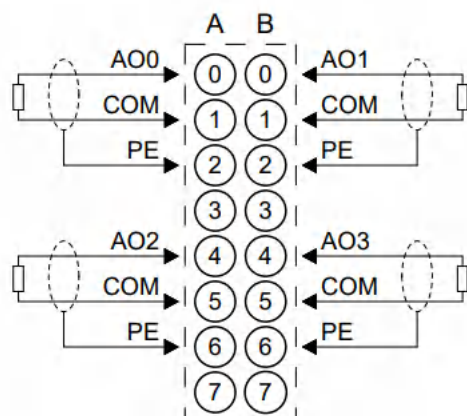 A B
AO0 0 0 AO1
COM 1 1 COM
PE 2 2 PE
3 3
AO2 4 4 AO3
COM 5 5 COM
PE 6 6 PE
7 7